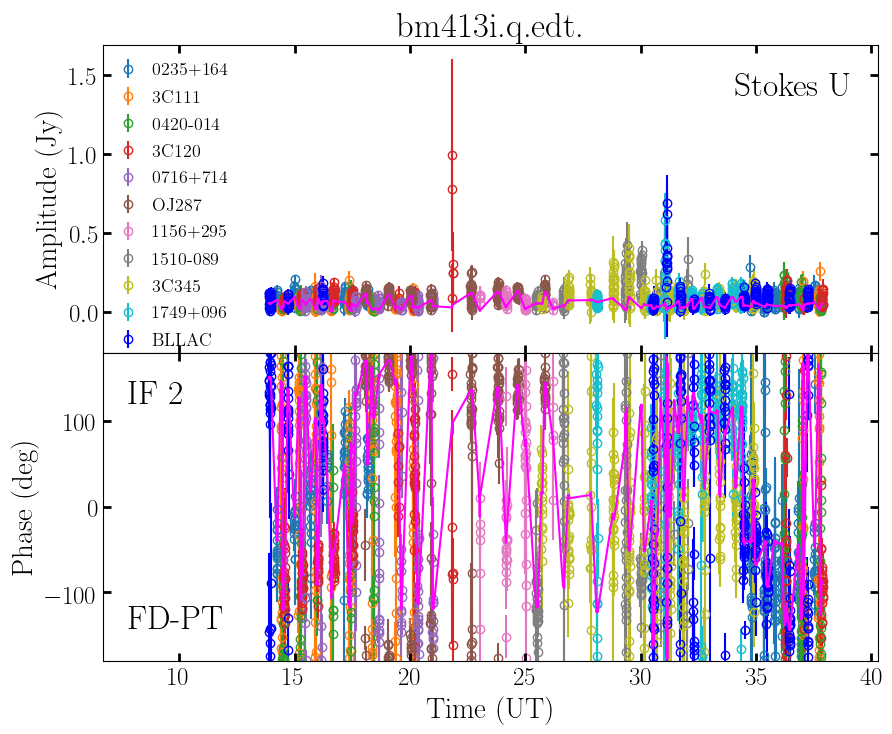 bm413i.q.edt.
Stokes U
Amplitude (Jy)
1.5
1.0
0.5
0.0
0235+164
3C111
0420-014
3C120
0716+714
OJ287
1156+295
1510-089
3C345
1749+096
BLLAC
IF 2
FD-PT
Phase (deg)
100
0
−100
10 15 20 25 30 35 40
Time (UT)